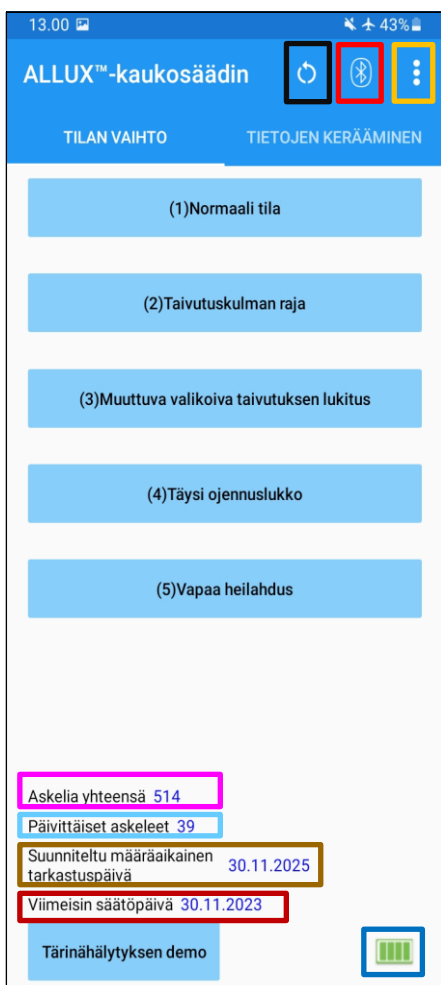 13.00 43%
ALLUX™-kaukosäädin
TILAN VAIHTO TIETOJEN KERÄÄMINEN
(1)Normaali tila
(2)Taivutuskulman raja
(3)Muuttuva valikoiva taivutuksen lukitus
(4)Täysi ojennuslukko
(5)Vapaa heilahdus
Askelia yhteensä 514
Päivittäiset askeleet 39
Suunniteltu määräaikainen
tarkastuspäivä 30.11.2025
Viimeisin säätöpäivä 30.11.2023
Tärinähälytyksen demo